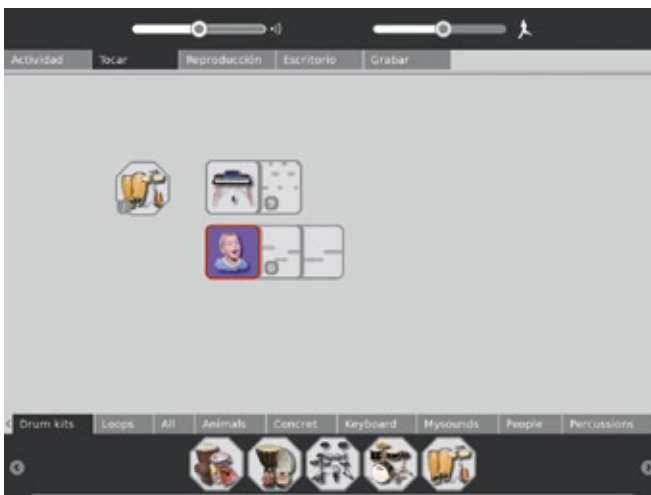 Actividad Tocar Reproducción Escritorio Grabar
Drum kits Loops All Animals Concret Keyboard Mysounds People Percussions